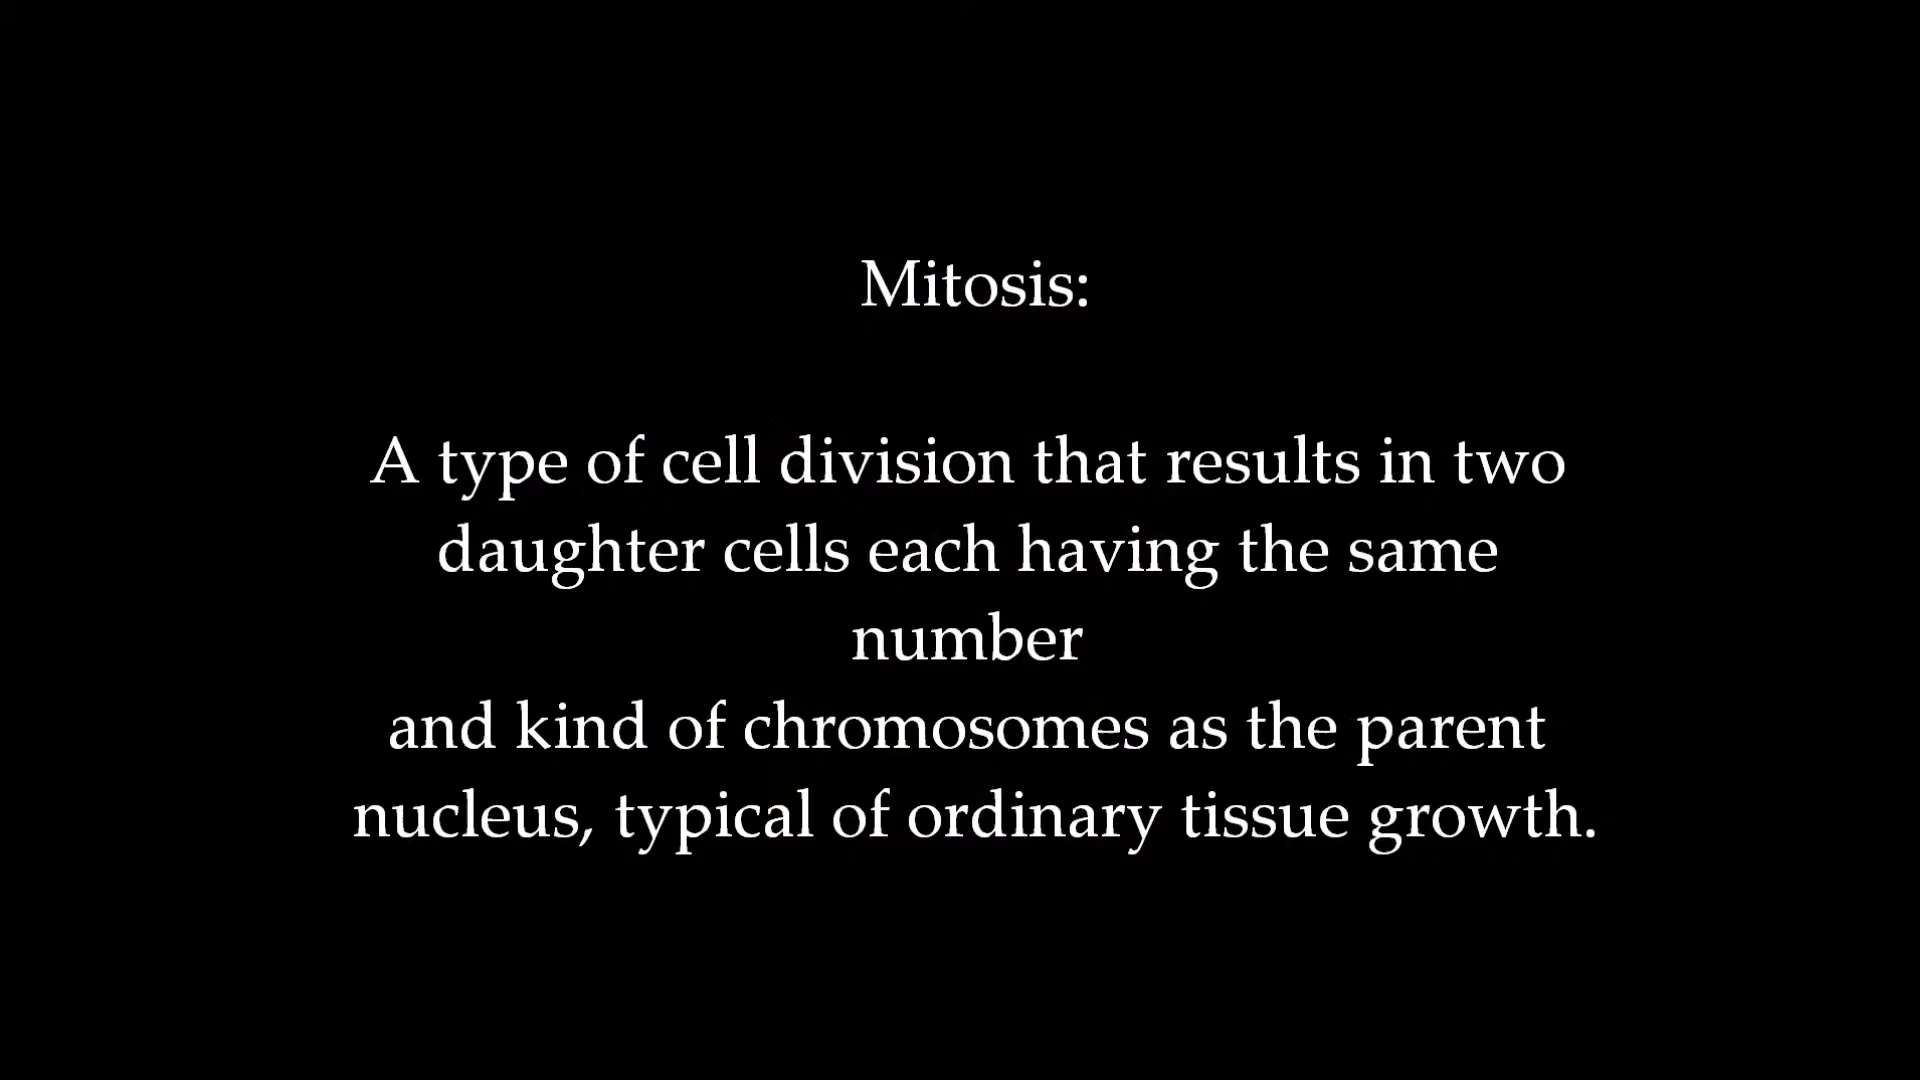 Mitosis:
A type of cell division that results in two
daughter cells each having the same
number
and kind of chromosomes as the parent
nucleus, typical of ordinary tissue growth.